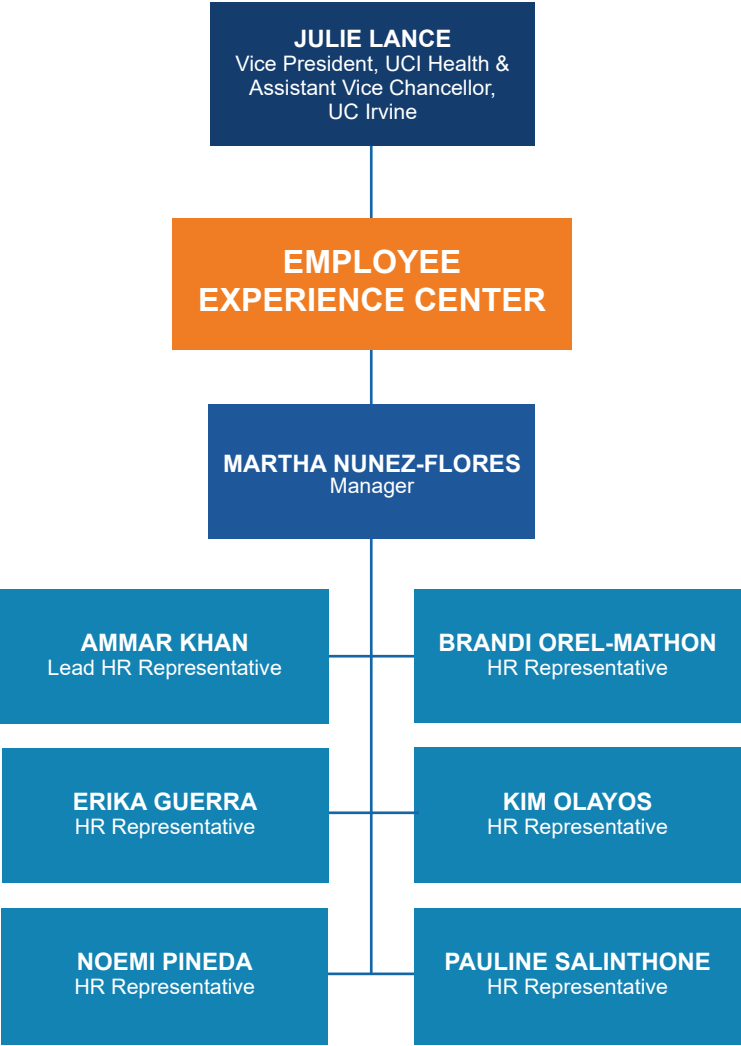 JULIE LANCE
Vice President, UCI Health &
Assistant Vice Chancellor,
UC Irvine
EMPLOYEE
EXPERIENCE CENTER
MARTHA NUNEZ-FLORES
Manager
AMMAR KHAN
Lead HR Representative
BRANDI OREL-MATHON
HR Representative
ERIKA GUERRA
HR Representative
KIM OLAYOS
HR Representative
NOEMI PINEDA
HR Representative
PAULINE SALINTHONE
HR Representative